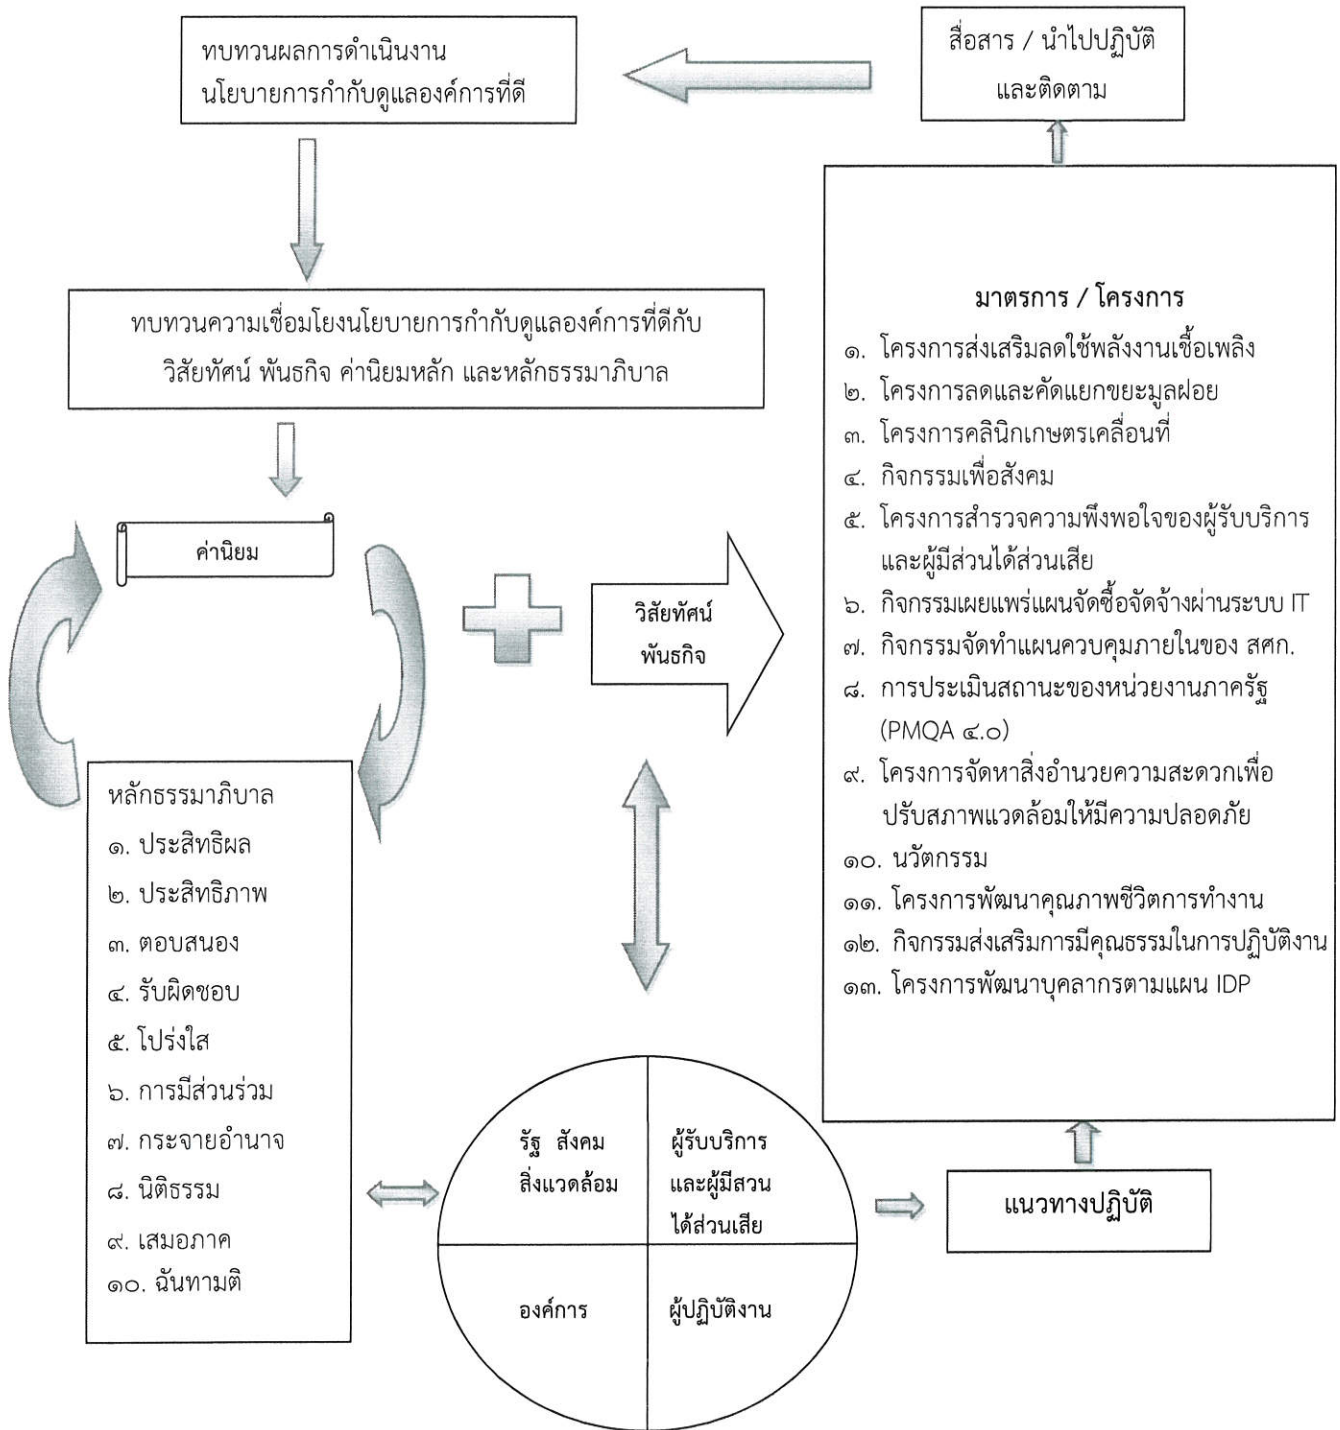 ทบทวนผลการดำเนินงาน
นโยบายการกำกับดูแลองค์การที่ดี
สื่อสาร / นำไปปฏิบัติ
และติดตาม
ทบทวนความเชื่อมโยงนโยบายการกำกับดูแลองค์การที่ดีกับ
วิสัยทัศน์ พันธกิจ ค่านิยมหลัก และหลักธรรมาภิบาล
ค่านิยม
วิสัยทัศน์
พันธกิจ
หลักธรรมาภิบาล
๑. ประสิทธิผล
๒. ประสิทธิภาพ
๓. ตอบสนอง
๔. รับผิดชอบ
๕. โปร่งใส
๖. การมีส่วนร่วม
๗. กระจายอำนาจ
๘. นิติธรรม
๙. เสมอภาค
๑๐. ฉันทามติ
รัฐ สังคม
สิ่งแวดล้อม
ผู้รับบริการ
และผู้มีสวน
ได้ส่วนเสีย
องค์การ
ผู้ปฏิบัติงาน
แนวทางปฏิบัติ
มาตรการ / โครงการ
๑. โครงการส่งเสริมลดใช้พลังงานเชื้อเพลิง
๒. โครงการลดและคัดแยกขยะมูลฝอย
๓. โครงการคลินิกเกษตรเคลื่อนที่
๔. กิจกรรมเพื่อสังคม
๕. โครงการสำรวจความพึงพอใจของผู้รับบริการ
และผู้มีส่วนได้ส่วนเสีย
๖. กิจกรรมเผยแพร่แผนจัดซื้อจัดจ้างผ่านระบบ IT
๗. กิจกรรมจัดทำแผนควบคุมภายในของ สศก.
๘. การประเมินสถานะของหน่วยงานภาครัฐ
(PMQA ๔.๐)
๙. โครงการจัดหาสิ่งอำนวยความสะดวกเพื่อ
ปรับสภาพแวดล้อมให้มีความปลอดภัย
๑๐. นวัตกรรม
๑๑. โครงการพัฒนาคุณภาพชีวิตการทำงาน
๑๒. กิจกรรมส่งเสริมการมีคุณธรรมในการปฏิบัติงาน
๑๓. โครงการพัฒนาบุคลากรตามแผน IDP